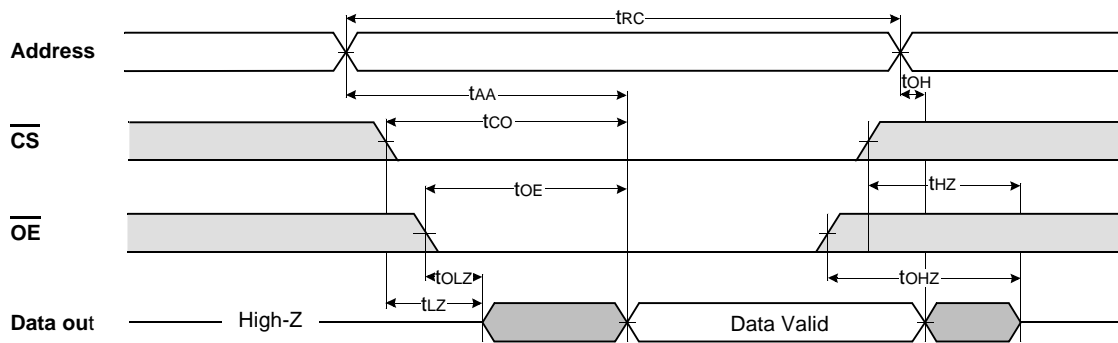 tRC
Address
tOH
tAA
tCO
CS
tHZ
tOE
OE
tOLZ
tOHZ
tLZ
High-Z
Data Valid
Data out